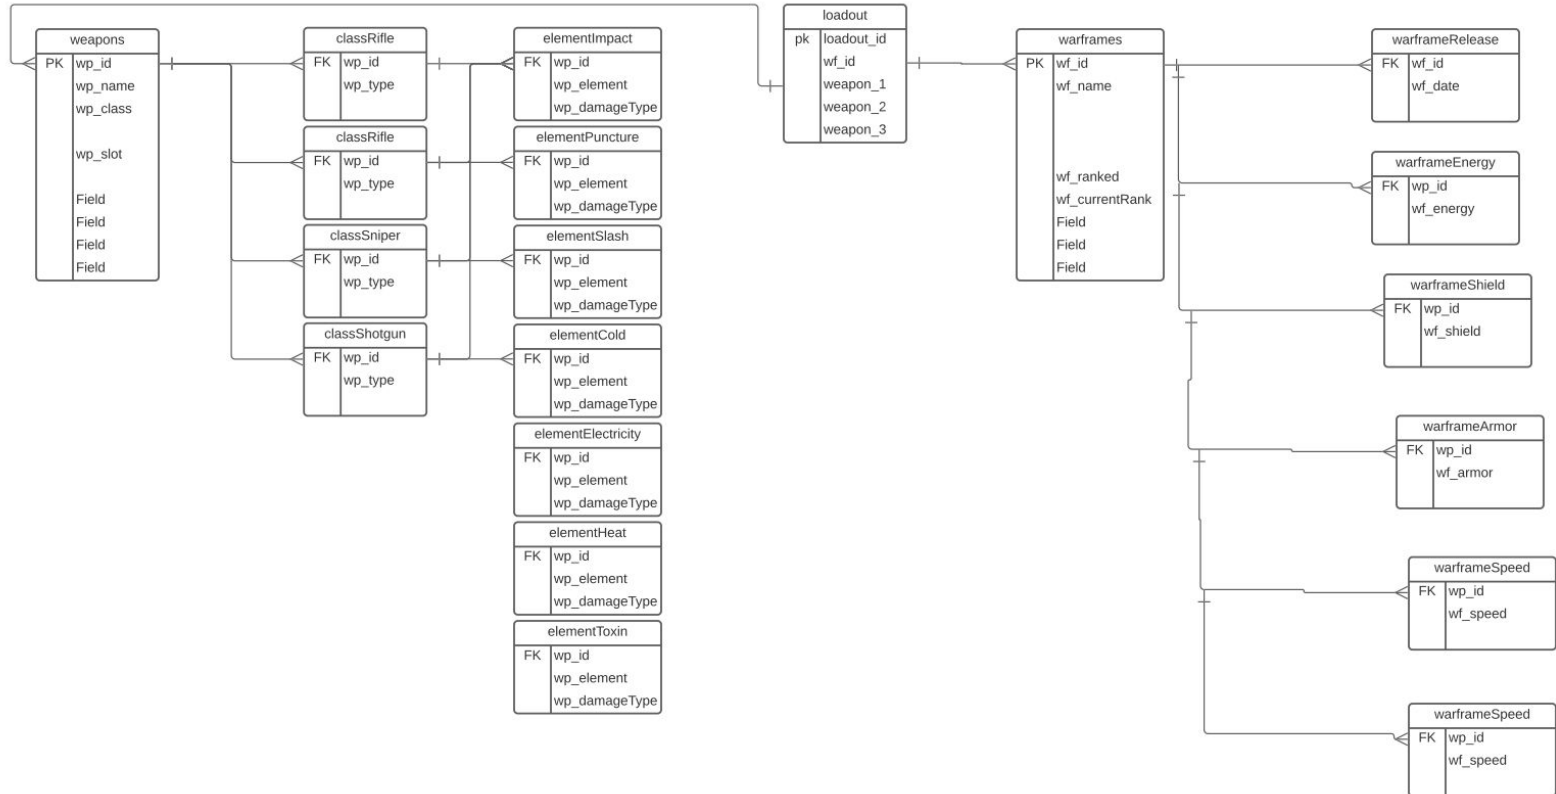 weapons
PK wp_id
wp_name
wp_class
wp_slot
Field
Field
Field
Field
classRifle
FK wp_id
wp_type
classRifle
FK wp_id
wp_type
classSniper
FK wp_id
wp_type
classShotgun
FK wp_id
wp_type
elementImpact
FK wp_id
wp_element
wp_damageType
elementPuncture
FK wp_id
wp_element
wp_damageType
elementSlash
FK wp_id
wp_element
wp_damageType
elementCold
FK wp_id
wp_element
wp_damageType
elementElectricity
FK wp_id
wp_element
wp_damageType
elementHeat
FK wp_id
wp_element
wp_damageType
elementToxin
FK wp_id
wp_element
wp_damageType
loadout
pk loadout_id
wf_id
weapon_1
weapon_2
weapon_3
warframes
PK wf_id
wf_name
wf_ranked
wf_currentRank
Field
Field
Field
warframeRelease
FK wf_id
wf_date
warframeEnergy
FK wp_id
wf_energy
warframeShield
FK wp_id
wf_shield
warframeArmor
FK wp_id
wf_armor
warframeSpeed
FK wp_id
wf_speed
warframeSpeed
FK wp_id
wf_speed